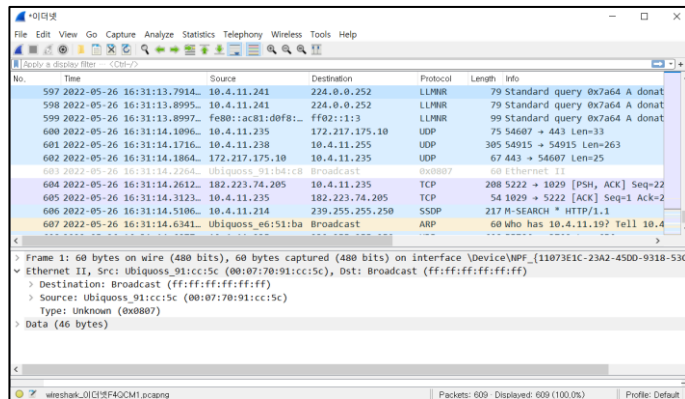 *이더넷
File Edit View Go Capture Analyze Statistics Telephony Wireless Tools Help
Apply a display filter ... <Ctrl-/>
No. Time Source Destination Protocol Length Info
597 2022-05-26 16:31:13.7914… 10.4.11.241 224.0.0.252 LLMNR 79 Standard query 0x7a64 A donat
598 2022-05-26 16:31:13.8995… 10.4.11.241 224.0.0.252 LLMNR 79 Standard query 0x7a64 A donat
599 2022-05-26 16:31:13.8997… fe80::ac81:d0f8:… ff02::1:3 LLMNR 99 Standard query 0x7a64 A donat
600 2022-05-26 16:31:14.1096… 10.4.11.235 172.217.175.10 UDP 75 54607 → 443 Len=33
601 2022-05-26 16:31:14.1716… 10.4.11.238 10.4.11.255 UDP 305 54915 → 54915 Len=263
602 2022-05-26 16:31:14.1864… 172.217.175.10 10.4.11.235 UDP 67 443 → 54607 Len=25
603 2022-05-26 16:31:14.2264… Ubiquoss_91:b4:c8 Broadcast 0x0807 60 Ethernet II
604 2022-05-26 16:31:14.2612… 182.223.74.205 10.4.11.235 TCP 208 5222 → 1029 [PSH, ACK] Seq=22
605 2022-05-26 16:31:14.3123… 10.4.11.235 182.223.74.205 TCP 54 1029 → 5222 [ACK] Seq=1 Ack=2
606 2022-05-26 16:31:14.5106… 10.4.11.214 239.255.255.250 SSDP 217 M-SEARCH * HTTP/1.1
607 2022-05-26 16:31:14.6341… Ubiquoss_e6:51:ba Broadcast ARP 60 Who has 10.4.11.19? Tell 10.4
Frame 1: 60 bytes on wire (480 bits), 60 bytes captured (480 bits) on interface \Device\NPF_{11073E1C-23A2-45DD-9318-53C
Ethernet II, Src: Ubiquoss_91:cc:5c (00:07:70:91:cc:5c), Dst: Broadcast (ff:ff:ff:ff:ff:ff)
Destination: Broadcast (ff:ff:ff:ff:ff:ff)
Source: Ubiquoss_91:cc:5c (00:07:70:91:cc:5c)
Type: Unknown (0x0807)
Data (46 bytes)
wireshark_이더넷F4QCM1.pcapng Packets: 609 · Displayed: 609 (100.0%) Profile: Default